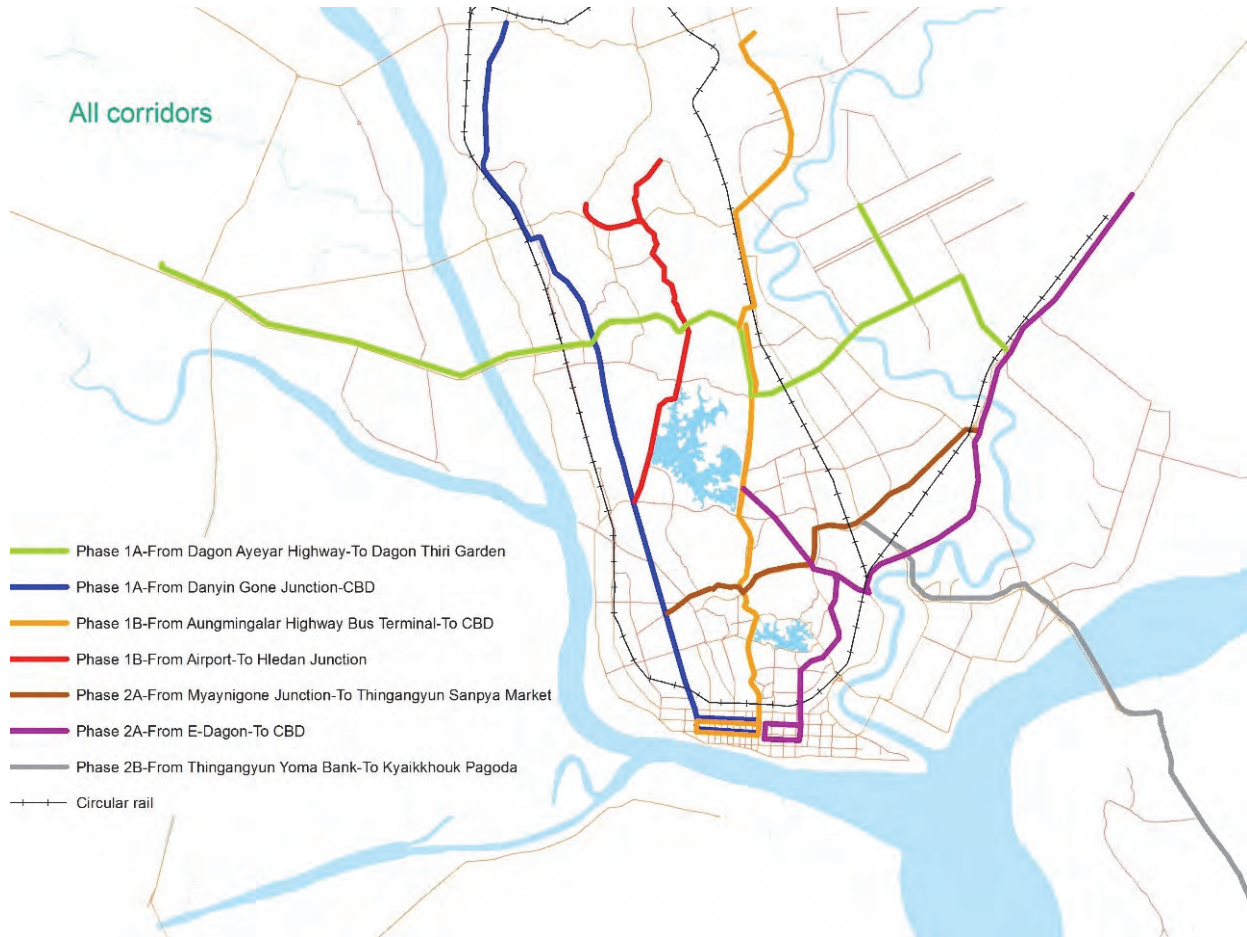 All corridors
Phase 1A-From Dagon Ayeyar Highway-To Dagon Thiri Garden
Phase 1A-From Danyin Gone Junction-CBD
Phase 1B-From Aungmingalar Highway Bus Terminal-To CBD
Phase 1B-From Airport-To Hledan Junction
Phase 2A-From Myaynigone Junction-To Thingangyun Sanpya Market
Phase 2A-From E-Dagon-To CBD
Phase 2B-From Thingangyun Yoma Bank-To Kyaikkhouk Pagoda
Circular rail